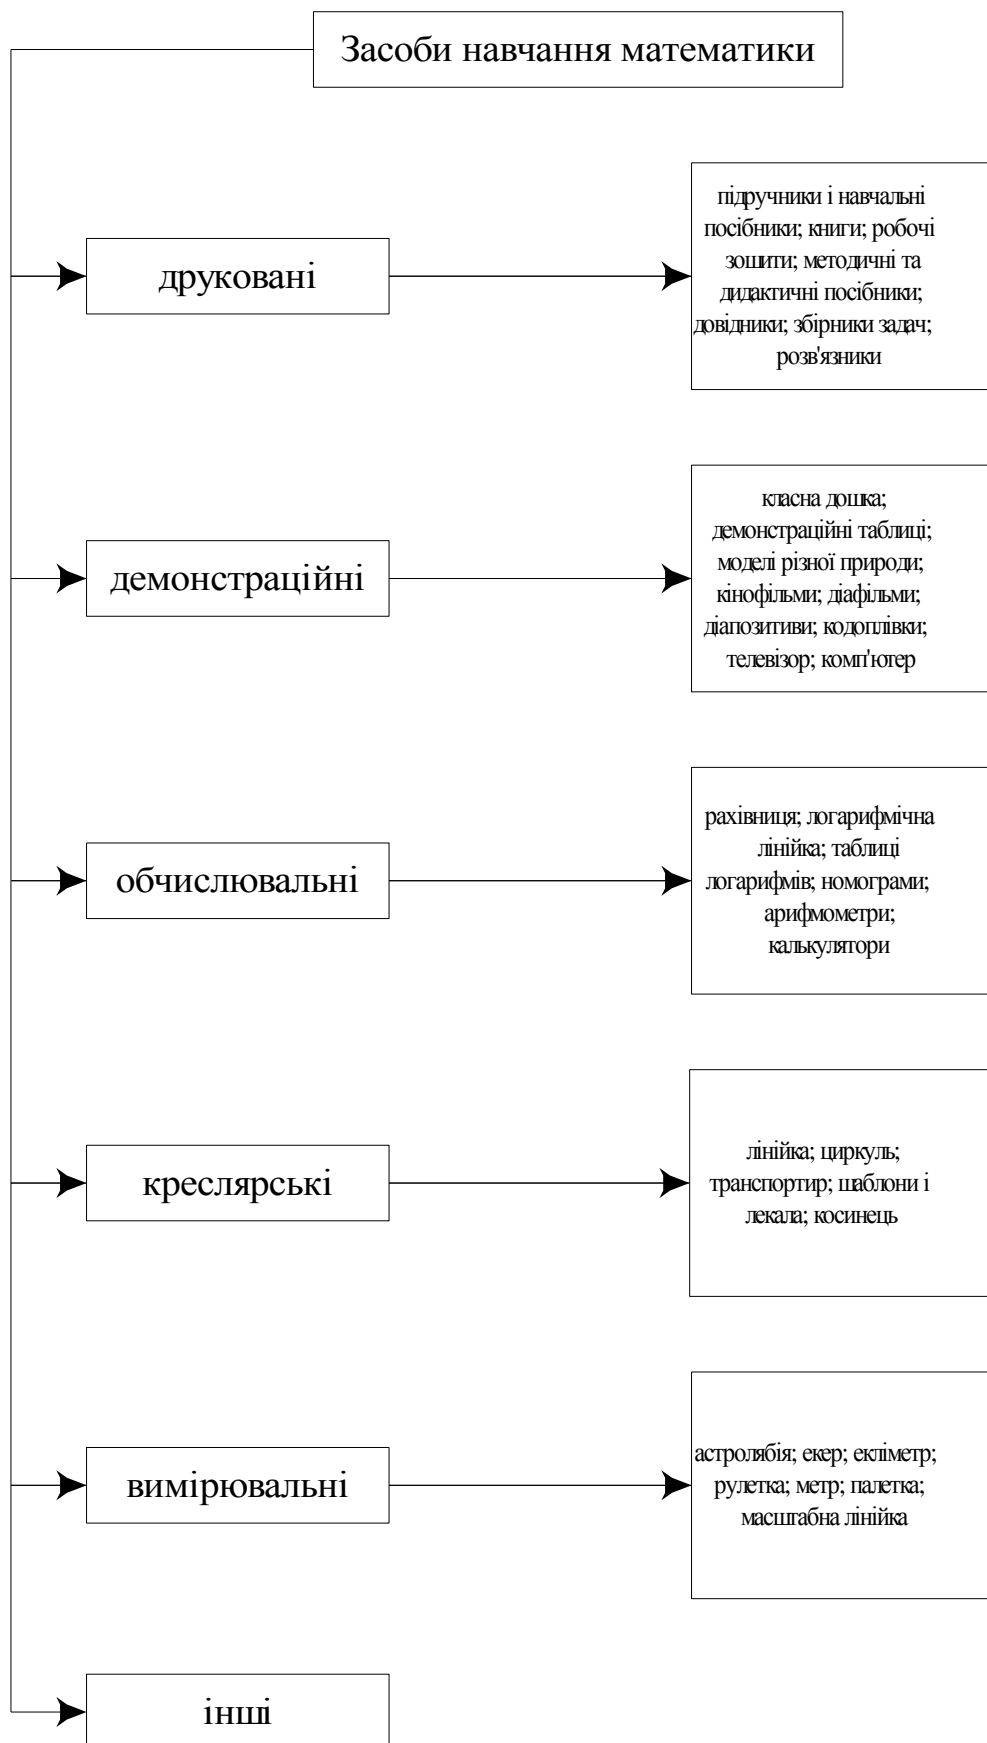 Засоби навчання математики
друковані
підручники і навчальні
посібники; книги; робочі
зошити; методичні та
дидактичні посібники;
довідники; збірники задач;
розв'язники
демонстраційні
класна дошка;
демонстраційні таблиці;
моделі різної природи;
кінофільми; діафільми;
діапозитиви; кодоплівки;
телевізор; комп'ютер
обчислювальні
рахівниця; логарифмічна
лінійка; таблиці
логарифмів; номограми;
арифмометри;
калькулятори
креслярські
лінійка; циркуль;
транспортир; шаблони і
лекала; косинець
вимірювальні
астролябія; екер; екліметр;
рулетка; метр; палетка;
масштабна лінійка
інші